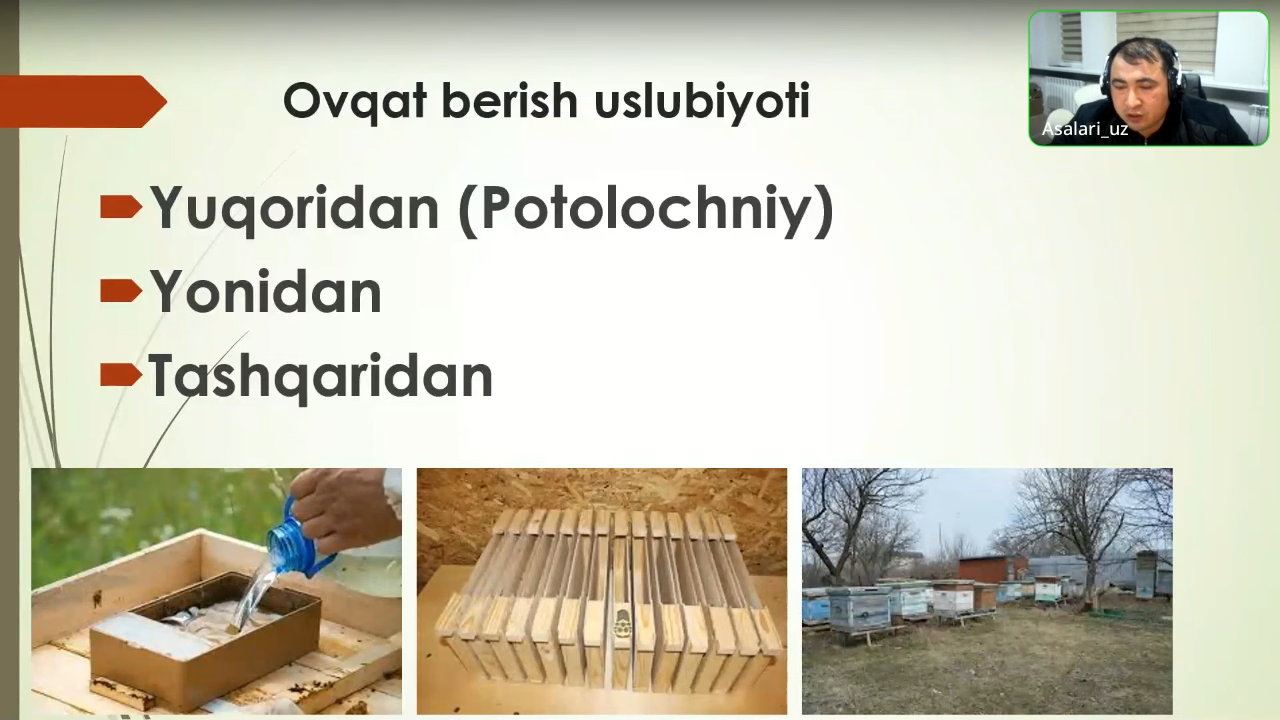 Ovqat berish uslubiyoti
Asalari_uz
Yuqoridan (Potolochniy)
Yonidan
Tashqaridan